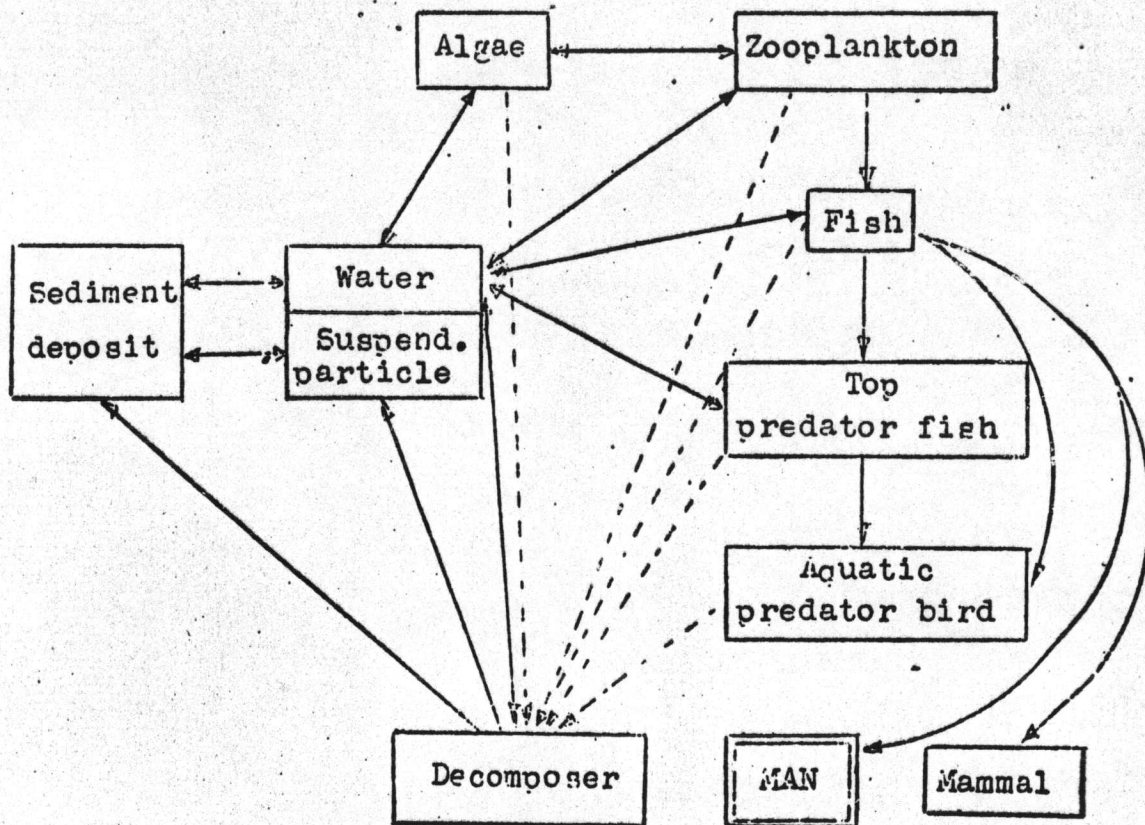 Algae
Zooplankton
Fish
Sediment
deposit
Water
Suspend.
particle
Top
predator fish
Aquatic
predator bird
Decomposer
MAN
Mammal